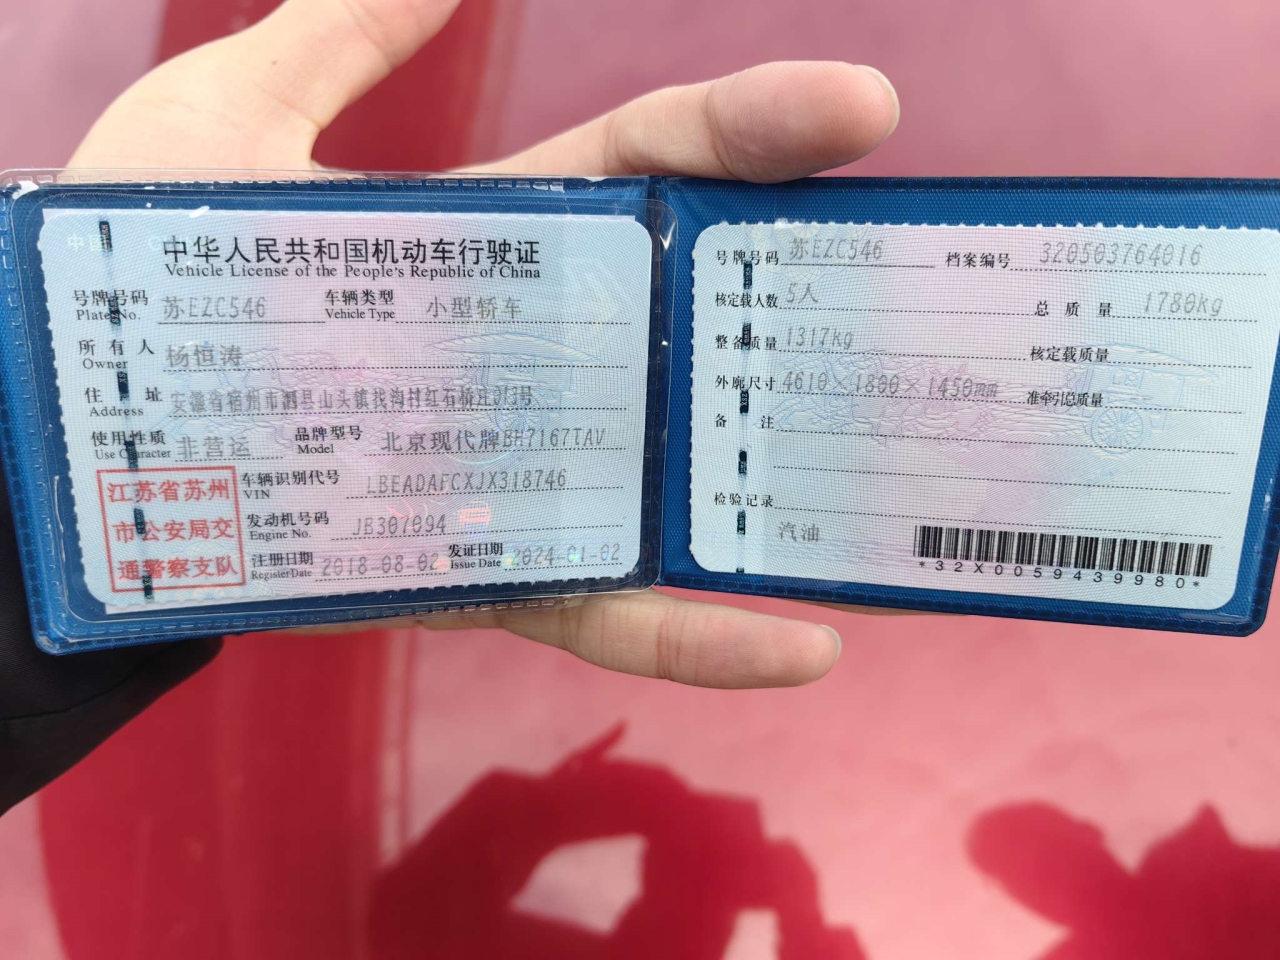 中华人民共和国机动车行驶证
Vehicle License of the People's Republic of China
号牌号码 苏EZC546 车辆类型 小型轿车
Plate No. Vehicle Type
所有人 杨恒涛
Owner
住址 安徽省宿州市泗县山头镇找沟村红石桥庄013号
Address
使用性质 非营运 品牌型号 北京现代牌BH7167TAV
Use Character Model
江苏省苏州
市公安局交
通警察支队
车辆识别代号 LBEADAFCXJX318746
VIN
发动机号码 JB307094
Engine No.
注册日期 2018-08-02 发证日期 2024-01-02
Register Date Issue Date
号牌号码 苏EZC546 档案编号 320503764016
核定载人数 5人 总质量 1780kg
整备质量 1317kg 核定载质量
外廓尺寸 4610×1800×1450mm 准牵引总质量
备注
检验记录
汽油
*32X0059439980*